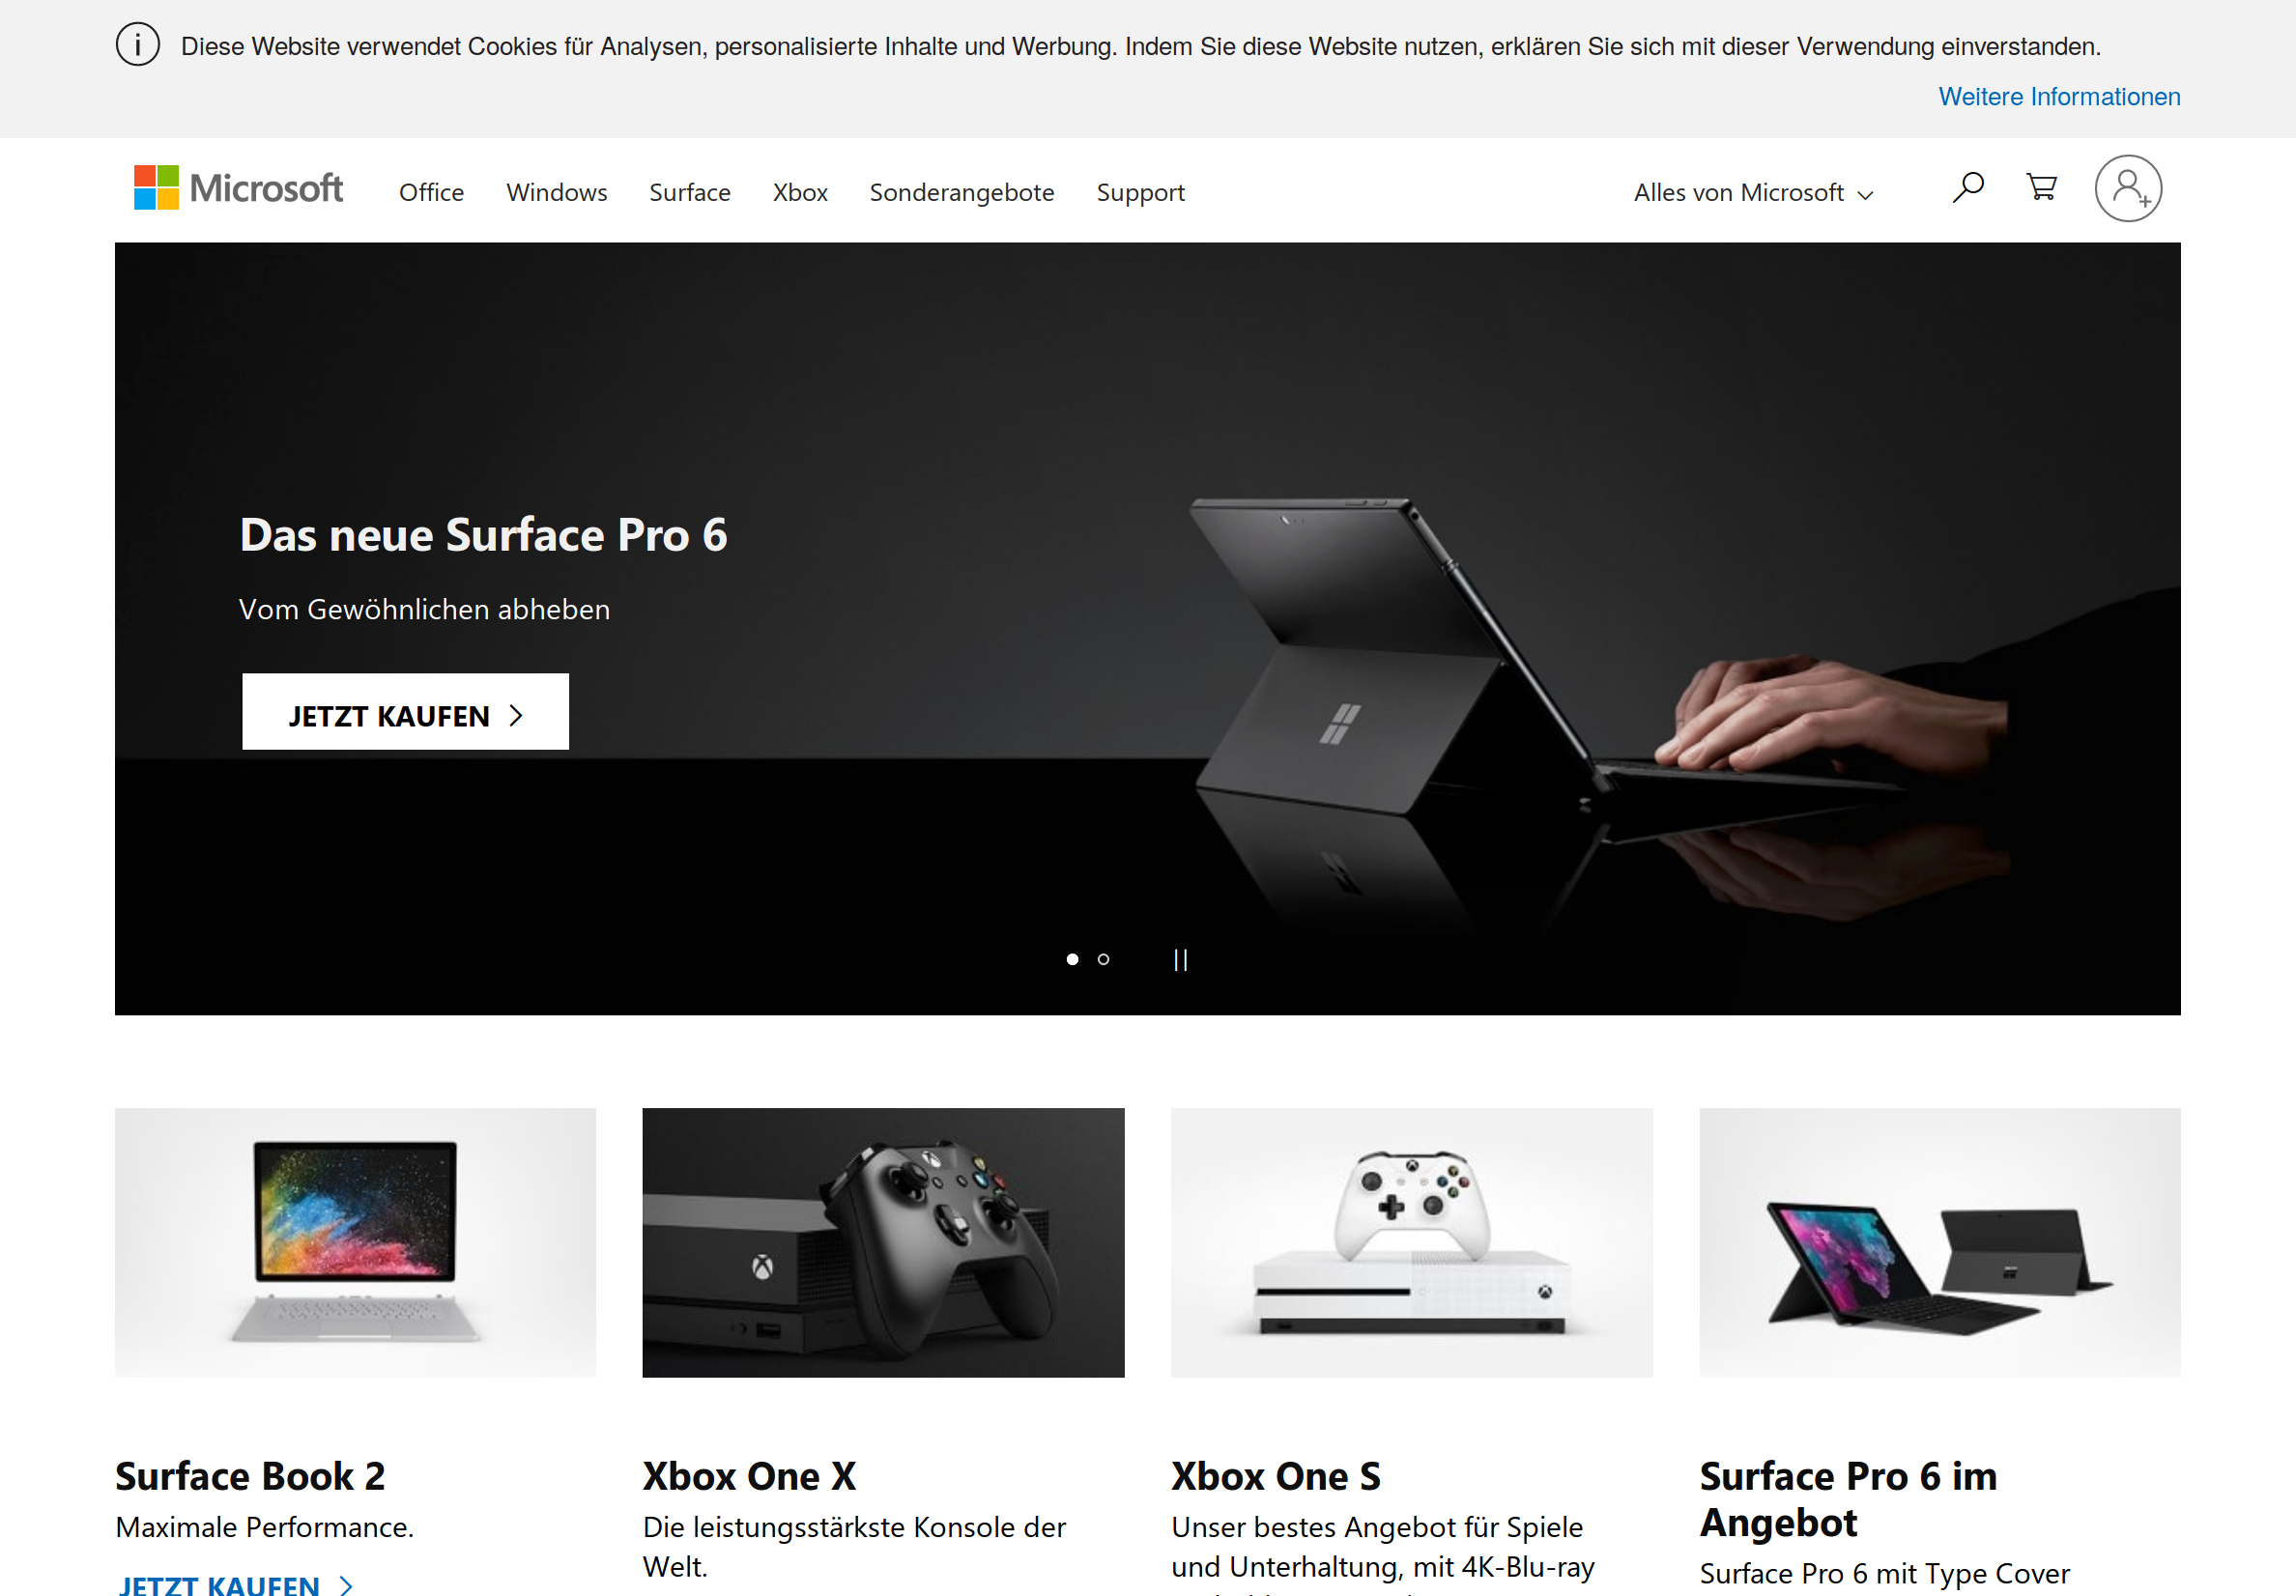 Diese Website verwendet Cookies für Analysen, personalisierte Inhalte und Werbung. Indem Sie diese Website nutzen, erklären Sie sich mit dieser Verwendung einverstanden.
Weitere Informationen
Microsoft Office Windows Surface Xbox Sonderangebote Support Alles von Microsoft
Das neue Surface Pro 6
Vom Gewöhnlichen abheben
JETZT KAUFEN
Surface Book 2
Maximale Performance.
JETZT KAUFEN
Xbox One X
Die leistungsstärkste Konsole der
Welt.
Xbox One S
Unser bestes Angebot für Spiele
und Unterhaltung, mit 4K-Blu-ray
Surface Pro 6 im
Angebot
Surface Pro 6 mit Type Cover